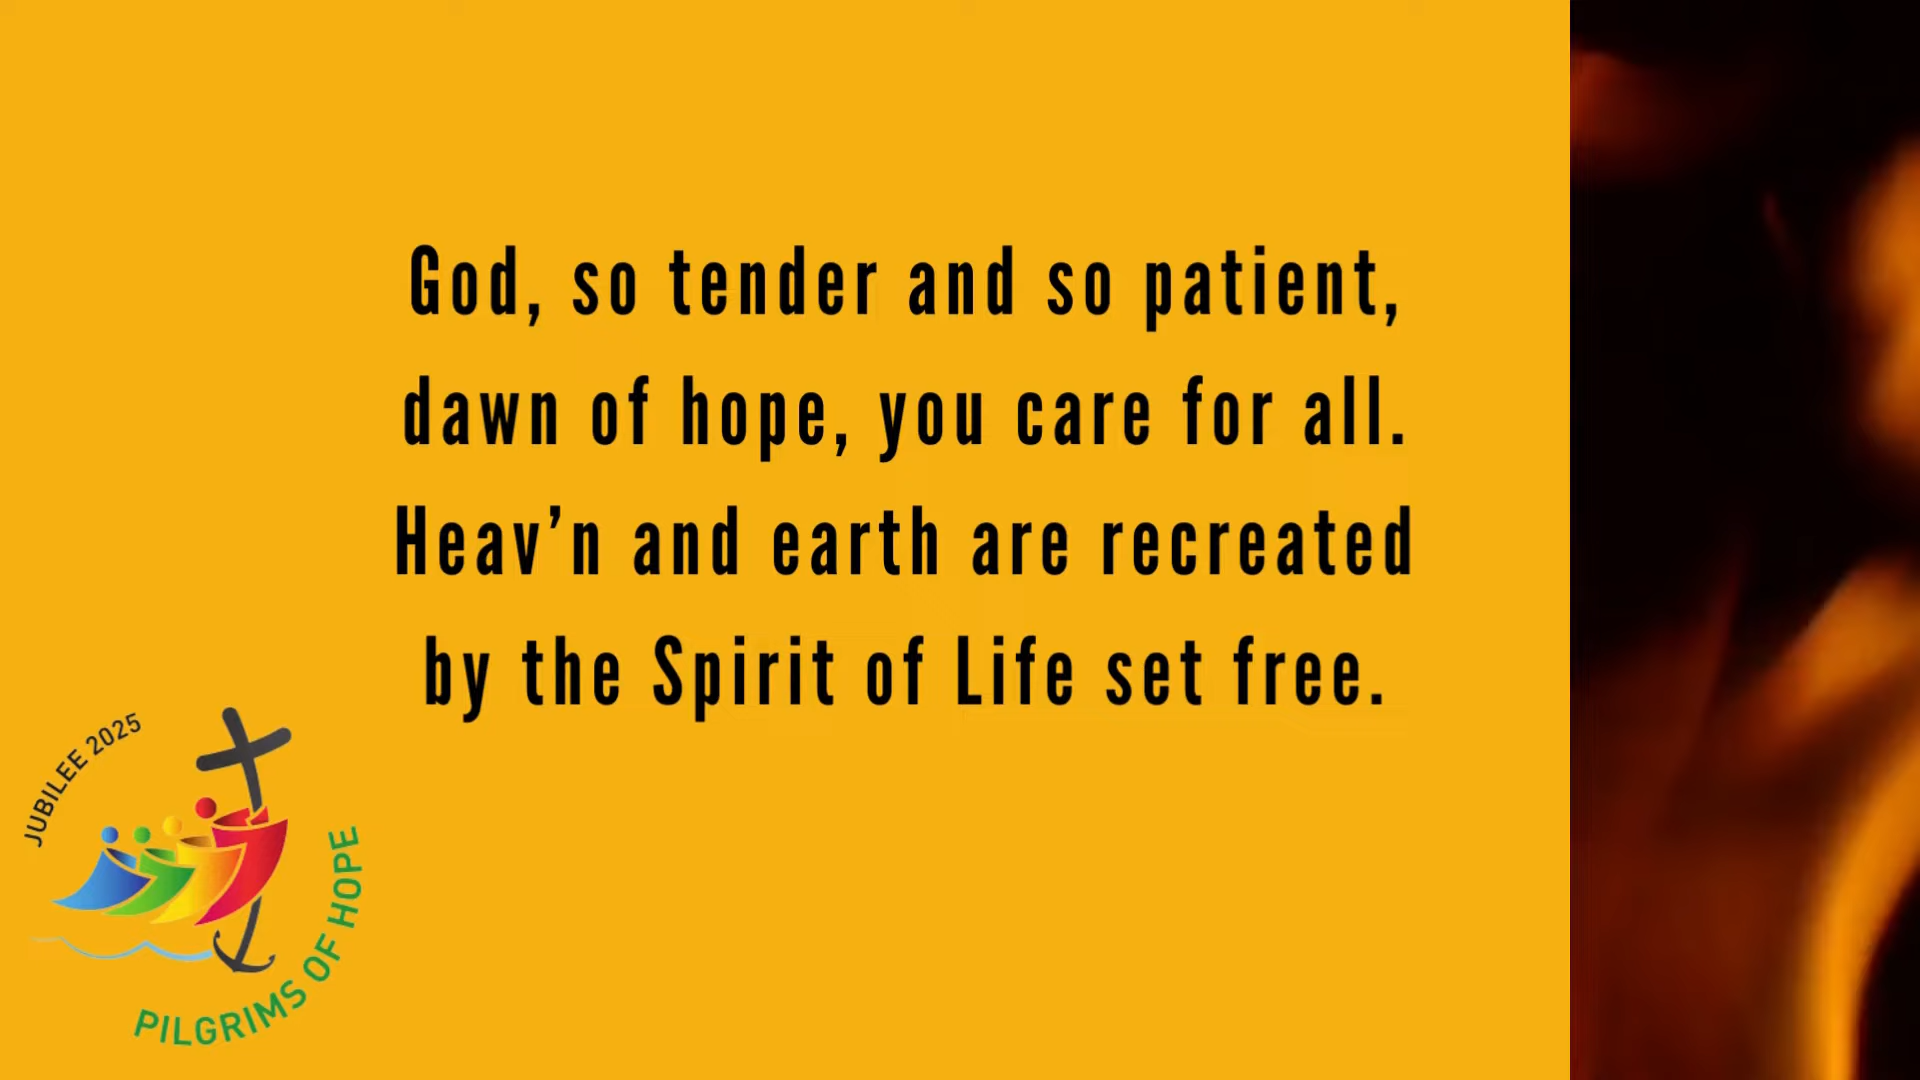 God, so tender and so patient,
dawn of hope, you care for all.
Heav’n and earth are recreated
by the Spirit of Life set free.
JUBILEE 2025
PILGRIMS OF HOPE